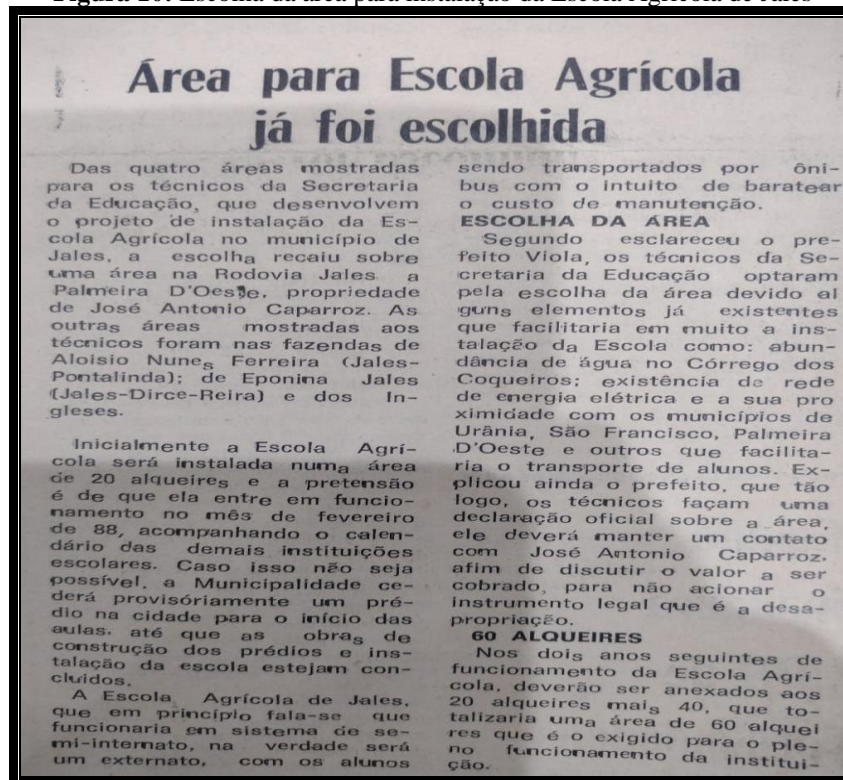 Figura 10: Escolha da área para instalação da Escola Agrícola de Jales
Área para Escola Agrícola
já foi escolhida
Das quatro áreas mostradas
para os técnicos da Secretaria
da Educação, que desenvolvem
o projeto de instalação da Es-
cola Agrícola no município de
Jales, a escolha recaiu sobre
uma área na Rodovia Jales a
Palmeira D'Oeste, propriedade
de José Antonio Caparroz. As
outras áreas mostradas aos
técnicos foram nas fazendas de
Aloisio Nunes Ferreira (Jales-
Pontalinda); de Eponina Jales
(Jales-Dirce-Reira) e dos In-
gleses.
Inicialmente a Escola Agrí-
cola será instalada numa área
de 20 alqueires e a pretensão
é de que ela entre em funcio-
namento no mês de fevereiro
de 88, acompanhando o calen-
dário das demais instituições
escolares. Caso isso não seja
possível, a Municipalidade ce-
derá provisóriamente um pré-
dio na cidade para o início das
aulas. até que as obras de
construção dos prédios e ins-
talação da escola estejam con-
cluídos.
A Escola Agrícola de Jales,
que em princípio fala-se que
funcionaria em sistema de se-
mi-internato, na verdade será
um externato, com os alunos
sendo transportados por ôni-
bus com o intuito de baratear
o custo de manutenção.
ESCOLHA DA ÁREA
Segundo esclareceu o pre-
feito Viola, os técnicos da Se-
cretaria da Educação optaram
pela escolha da área devido al
guns elementos já existentes
que facilitaria em muito a ins-
talação da Escola como: abun-
dância de água no Córrego dos
Coqueiros; existência de rede
de energia elétrica e a sua pro
ximidade com os municípios de
Urânia, São Francisco, Palmeira
D'Oeste e outros que facilita-
ria o transporte de alunos. Ex-
plicou ainda o prefeito, que tão
logo, os técnicos façam uma
declaração oficial sobre a área,
ele deverá manter um contato
com José Antonio Caparroz.
afim de discutir o valor a ser
cobrado, para não acionar o
instrumento legal que é a desa-
propriação.
60 ALQUEIRES
Nos dois anos seguintes de
funcionamento da Escola Agrí-
cola, deverão ser anexados aos
20 alqueires mais 40, que to-
talizaria uma área de 60 alquei
res que é o exigido para o ple-
no funcionamento da institui-
ção.